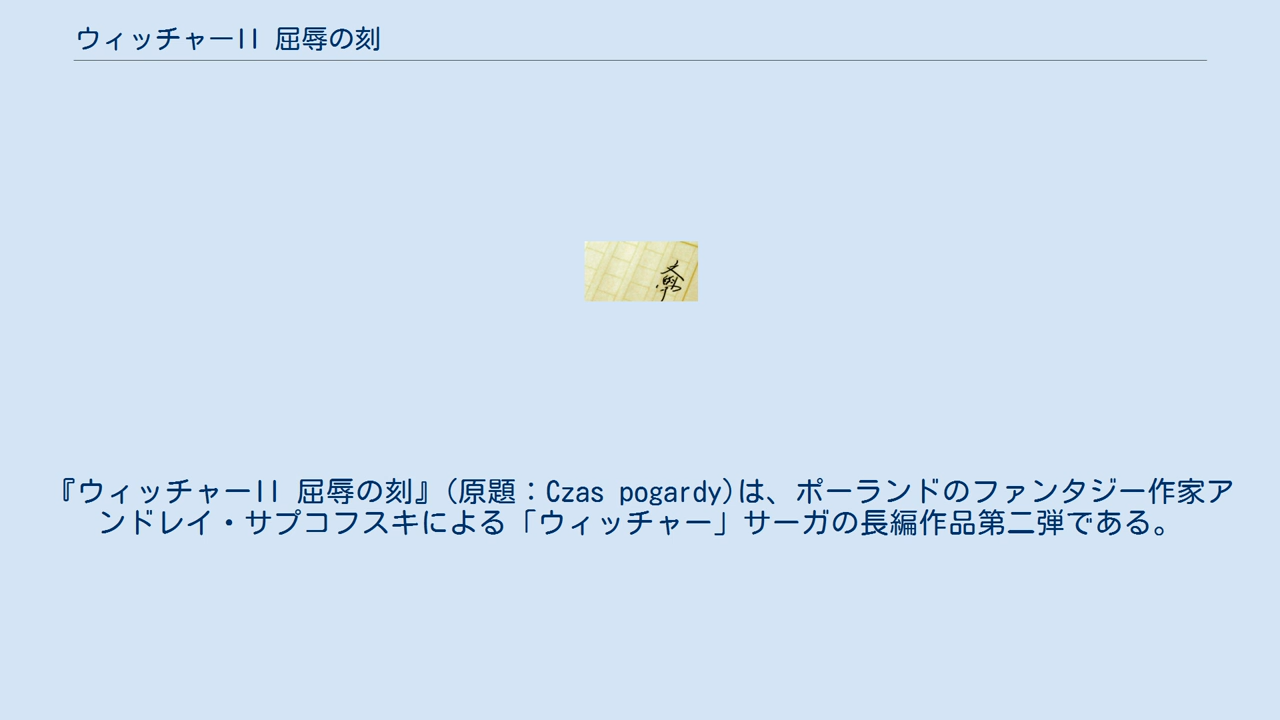 ウィッチャーII 屈辱の刻
『ウィッチャーII 屈辱の刻』(原題：Czas pogardy)は、ポーランドのファンタジー作家ア
ンドレイ・サプコフスキによる「ウィッチャー」サーガの長編作品第二弾である。